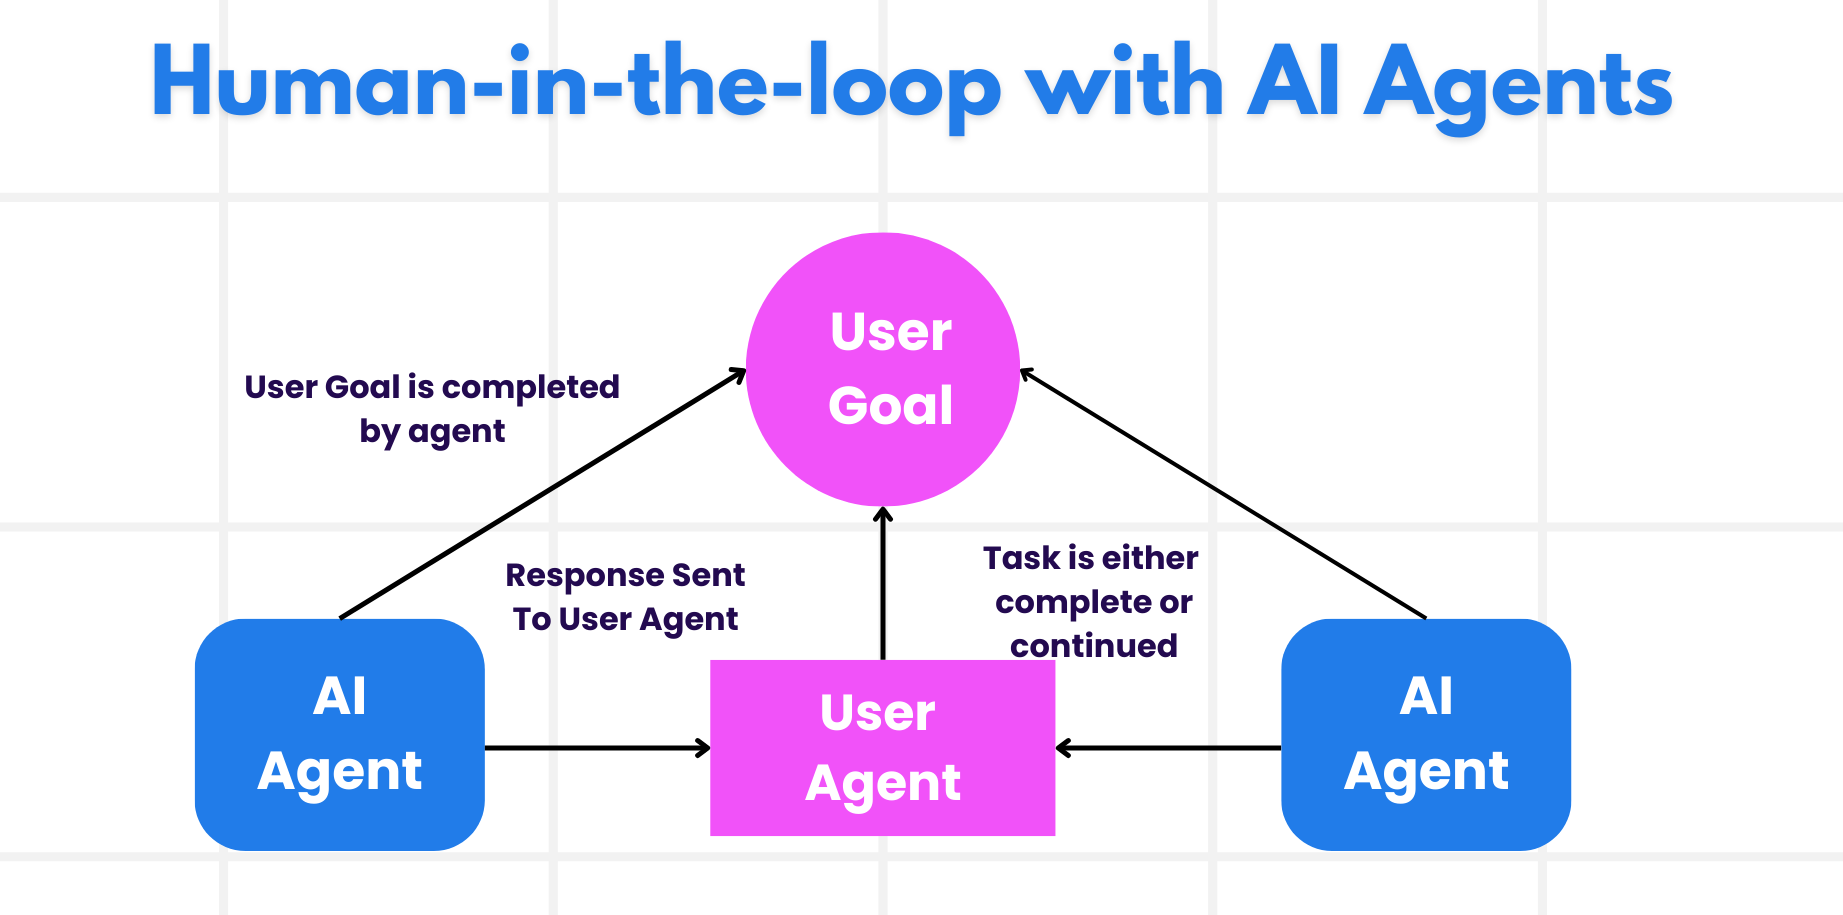 Human-in-the-loop with AI Agents
User
Goal
User Goal is completed
by agent
Response Sent
To User Agent
Task is either
complete or
continued
AI
Agent
User
Agent
AI
Agent